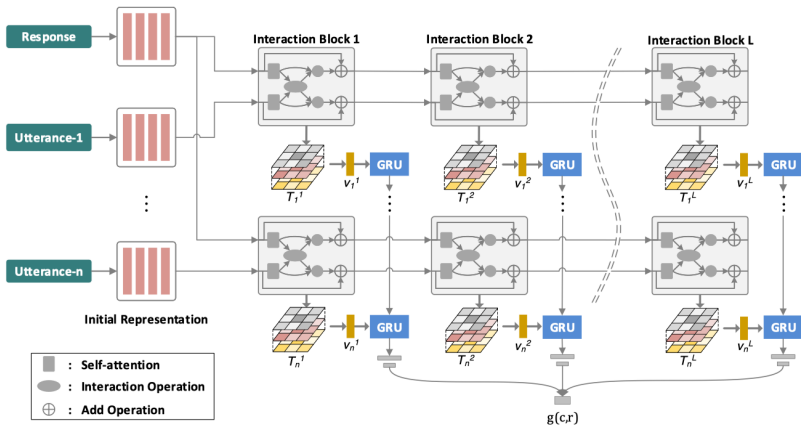 Response
Interaction Block 1
Interaction Block 2
Interaction Block L
Utterance-1
GRU
GRU
GRU
T₁¹
v₁¹
T₁²
v₁²
T₁ᴸ
v₁ᴸ
⋮
⋮
⋮
⋮
Utterance-n
Initial Representation
GRU
GRU
GRU
Tₙ¹
vₙ¹
Tₙ²
vₙ²
Tₙᴸ
vₙᴸ
: Self-attention
: Interaction Operation
: Add Operation
g(c,r)